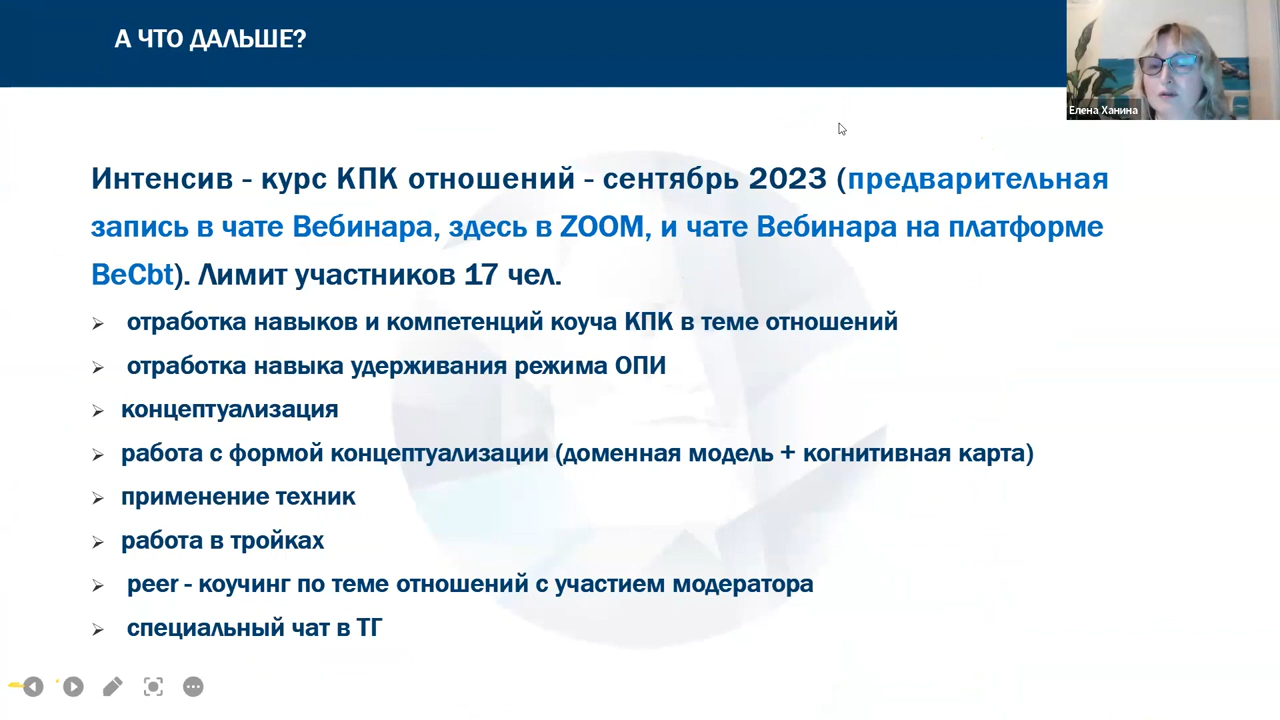 А ЧТО ДАЛЬШЕ?
Елена Ханина
Интенсив - курс КПК отношений - сентябрь 2023 (предварительная
запись в чате Вебинара, здесь в ZOOM, и чате Вебинара на платформе
BeCbt). Лимит участников 17 чел.
отработка навыков и компетенций коуча КПК в теме отношений
отработка навыка удерживания режима ОПИ
концептуализация
работа с формой концептуализации (доменная модель + когнитивная карта)
применение техник
работа в тройках
peer - коучинг по теме отношений с участием модератора
специальный чат в ТГ